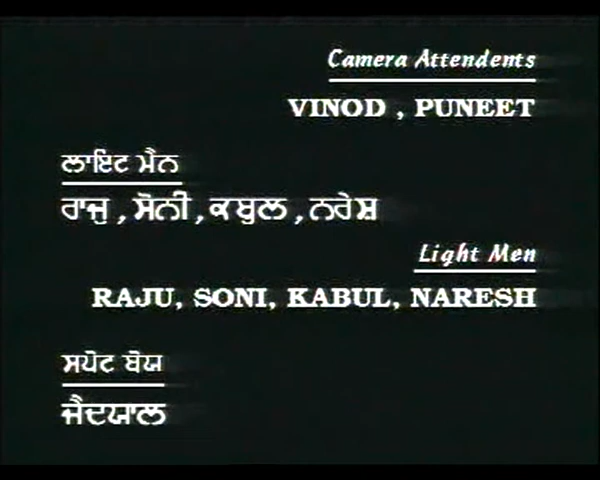 Camera Attendents
VINOD , PUNEET
ਲਾਇਟ ਮੈਨ
ਰਾਜੁ , ਸੋਨੀ , ਕਬੁਲ , ਨਰੇਸ਼
Light Men
RAJU, SONI, KABUL, NARESH
ਸਪੋਟ ਬੋਯ
ਜੈਦਯਾਲ